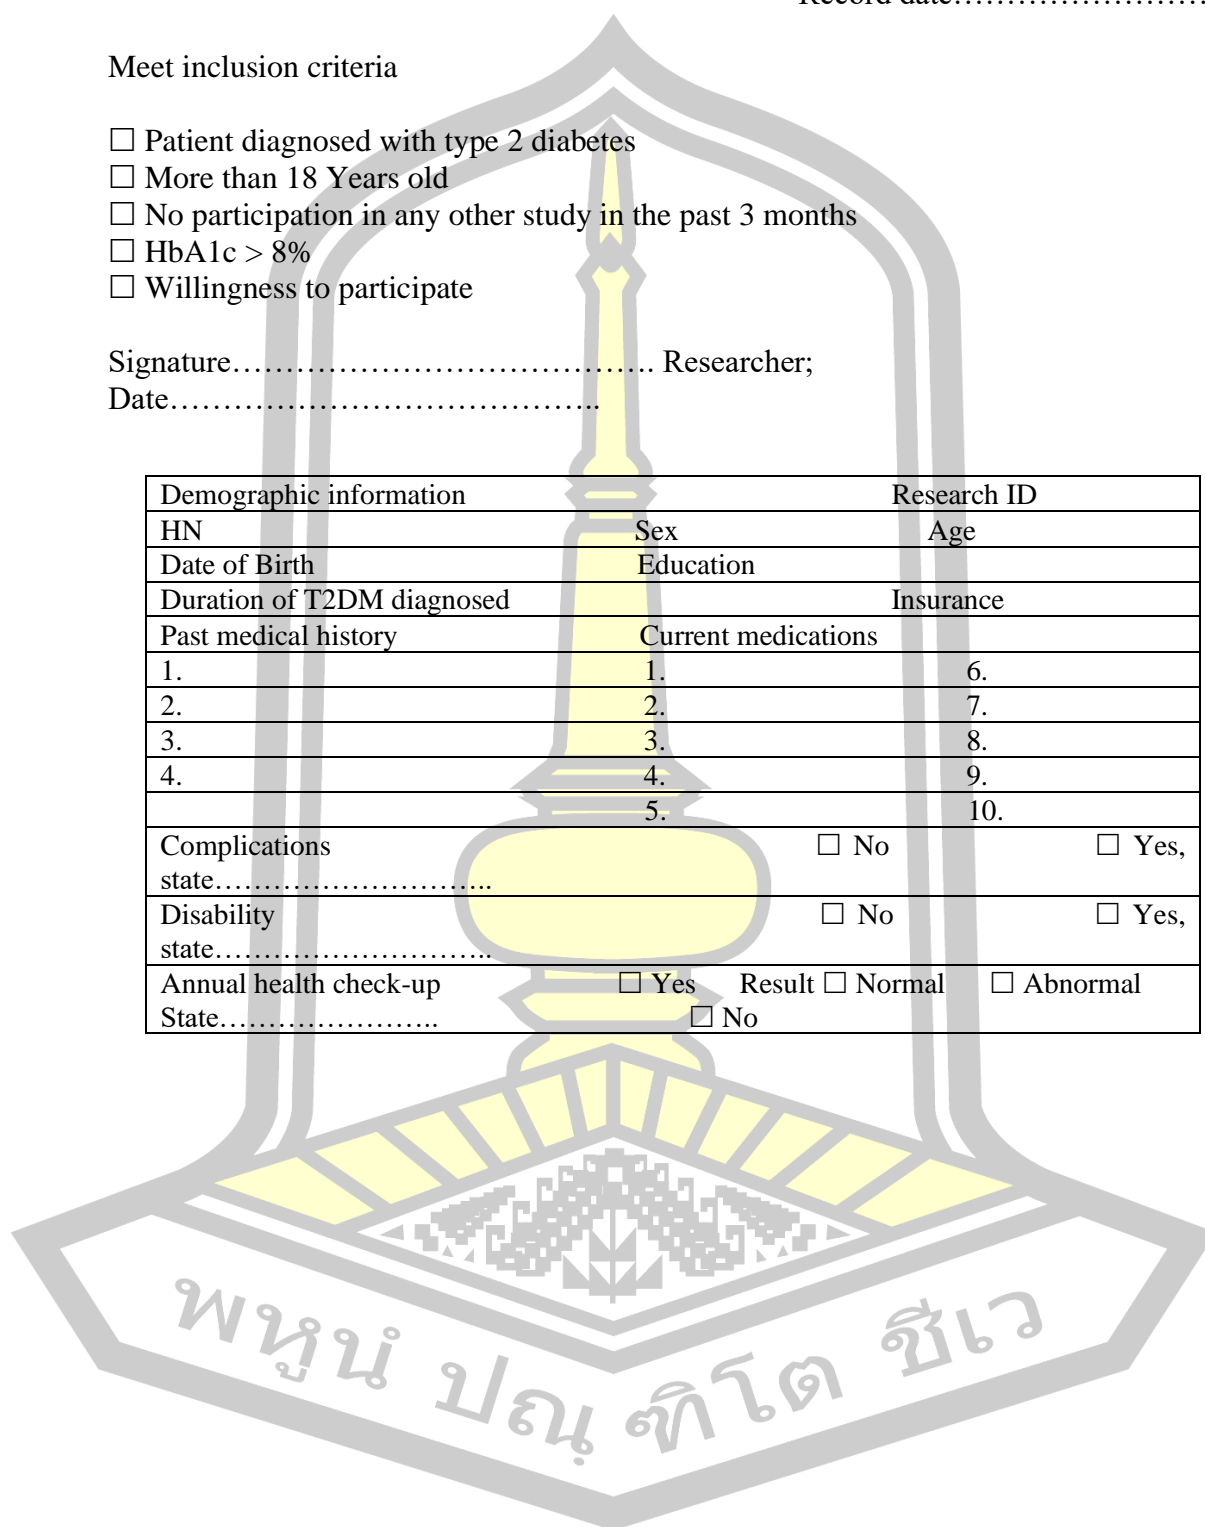 Record date……………………
Meet inclusion criteria
☐ Patient diagnosed with type 2 diabetes
☐ More than 18 Years old
☐ No participation in any other study in the past 3 months
☐ HbA1c > 8%
☐ Willingness to participate
Signature…………………………………. Researcher;
Date…………………………………..
Demographic information Research ID
HN Sex Age
Date of Birth Education
Duration of T2DM diagnosed Insurance
Past medical history Current medications
1. 1. 6.
2. 2. 7.
3. 3. 8.
4. 4. 9.
5. 10.
Complications ☐ No ☐ Yes,
state………………………..
Disability ☐ No ☐ Yes,
state………………………..
Annual health check-up ☐ Yes Result ☐ Normal ☐ Abnormal
State………………….. ☐ No
พหูนํ ปณฺฑิโต ชีเว